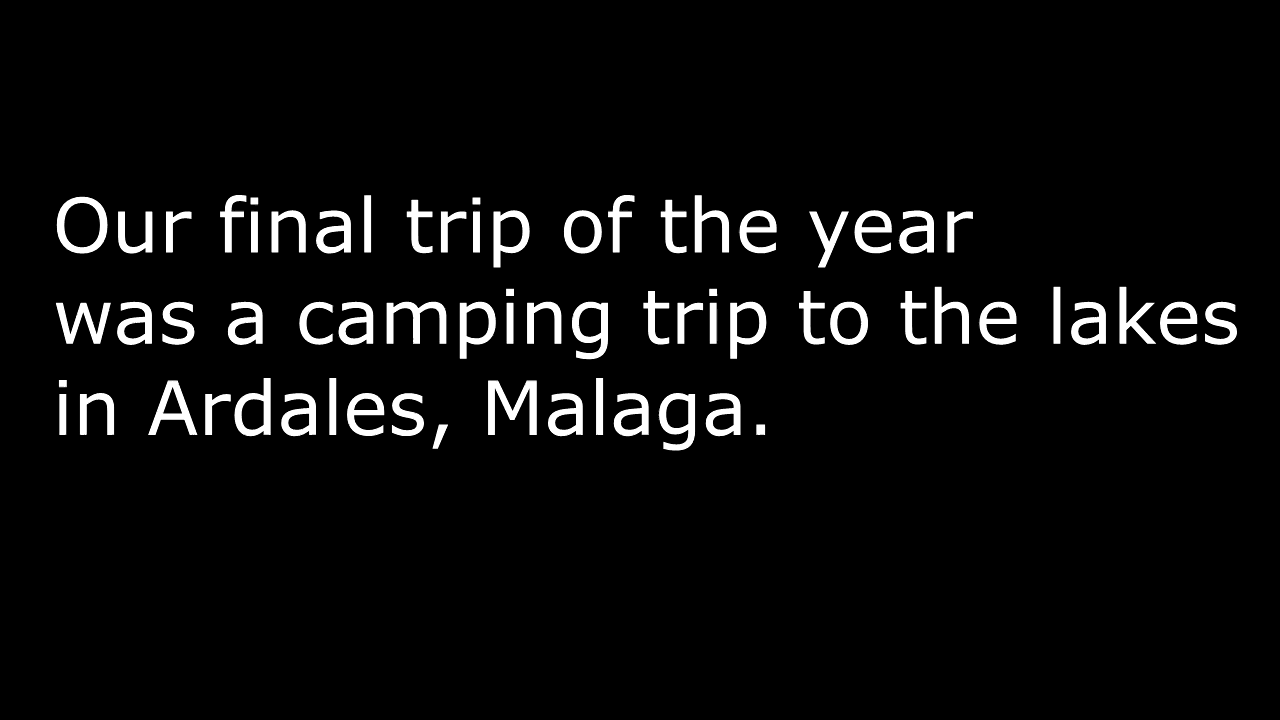 Our final trip of the year
was a camping trip to the lakes
in Ardales, Malaga.